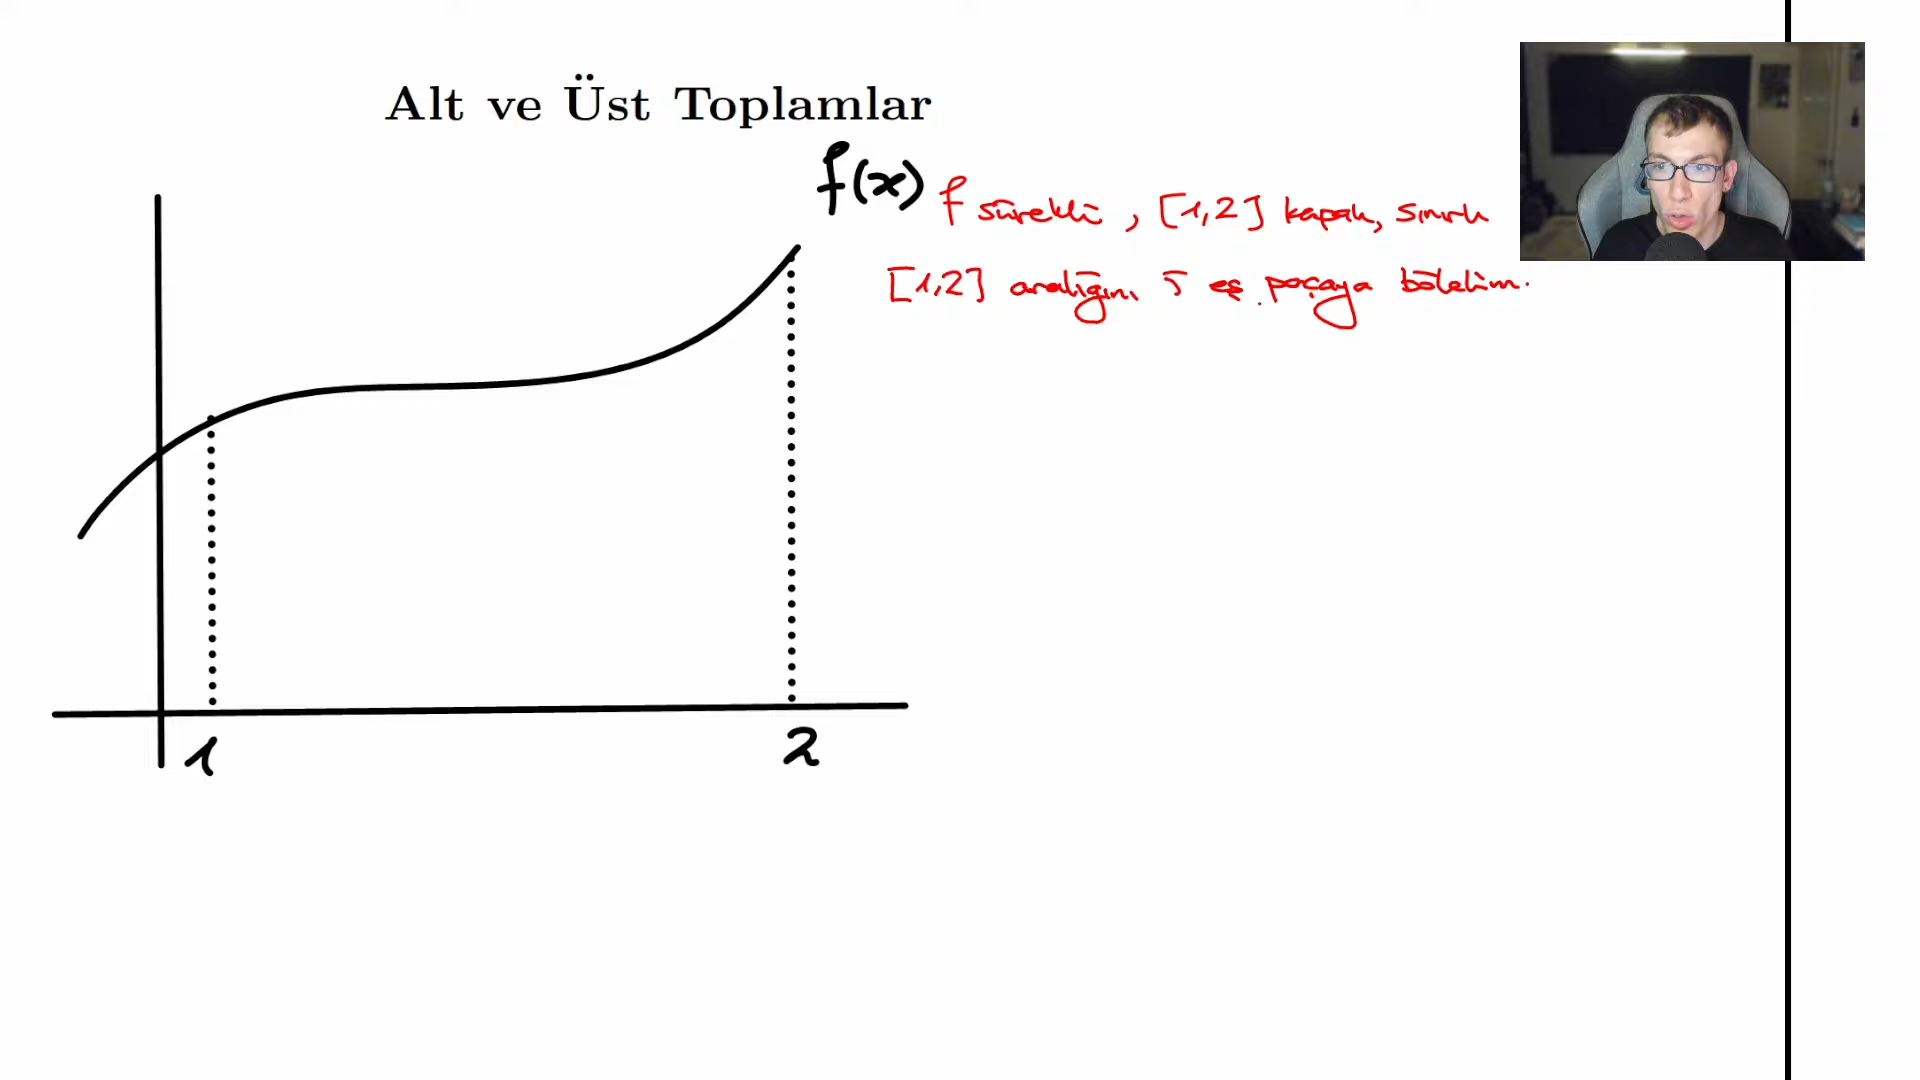 Alt ve Üst Toplamlar
f(x)
f sürekli, [1,2] kapalı, sınırlı
[1,2] aralığını 5 eş parçaya bölelim.
1
2